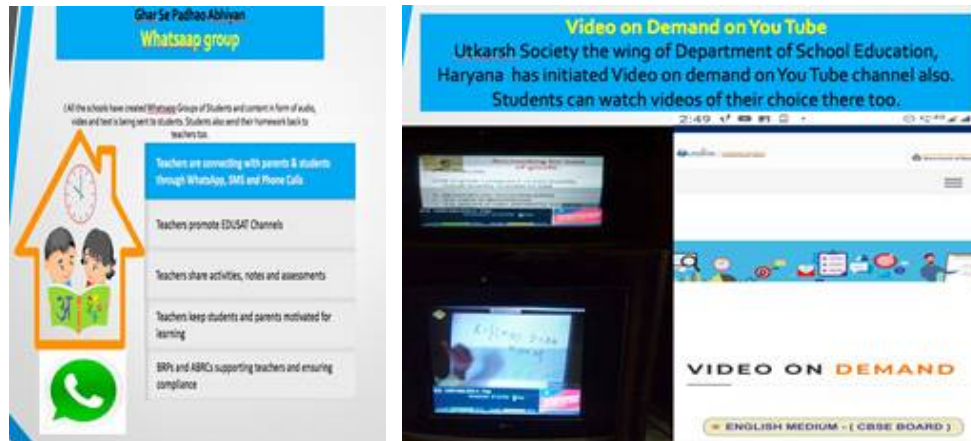 Ghar Se Padhao Abhiyan
Whatsaap group
( All the schools have created Whatsapp Groups of Students and content in form of audio,
video and text is being sent to students. Students also send their homework back to
teachers too.
Teachers are connecting with parents & students
through WhatsApp, SMS and Phone Calls
Teachers promote EDUSAT Channels
Teachers share activities, notes and assessments
Teachers keep students and parents motivated for
learning
BRPs and ABRCs supporting teachers and ensuring
compliance
अ
Video on Demand on You Tube
Utkarsh Society the wing of Department of School Education,
Haryana has initiated Video on demand on You Tube channel also.
Students can watch videos of their choice there too.
2:49
VIDEO ON DEMAND
ENGLISH MEDIUM - ( CBSE BOARD )